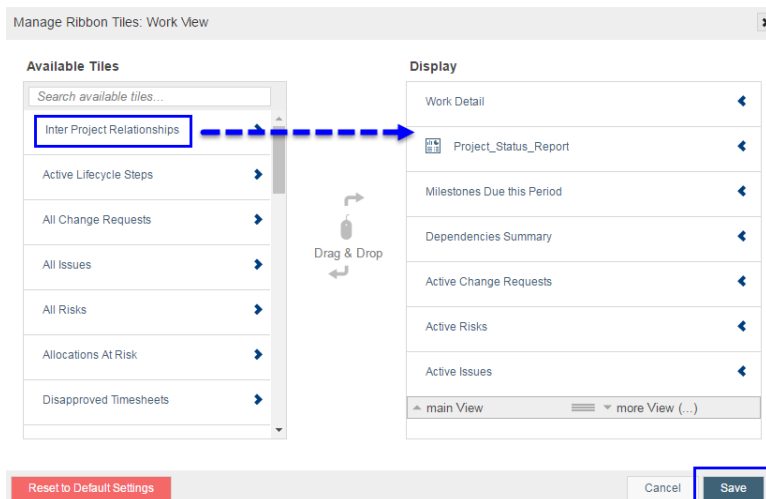 Manage Ribbon Tiles: Work View
Available Tiles
Search available tiles...
Inter Project Relationships
Active Lifecycle Steps
All Change Requests
All Issues
All Risks
Allocations At Risk
Disapproved Timesheets
Drag & Drop
Display
Work Detail
Project_Status_Report
Milestones Due this Period
Dependencies Summary
Active Change Requests
Active Risks
Active Issues
main View more View (...)
Reset to Default Settings
Cancel
Save